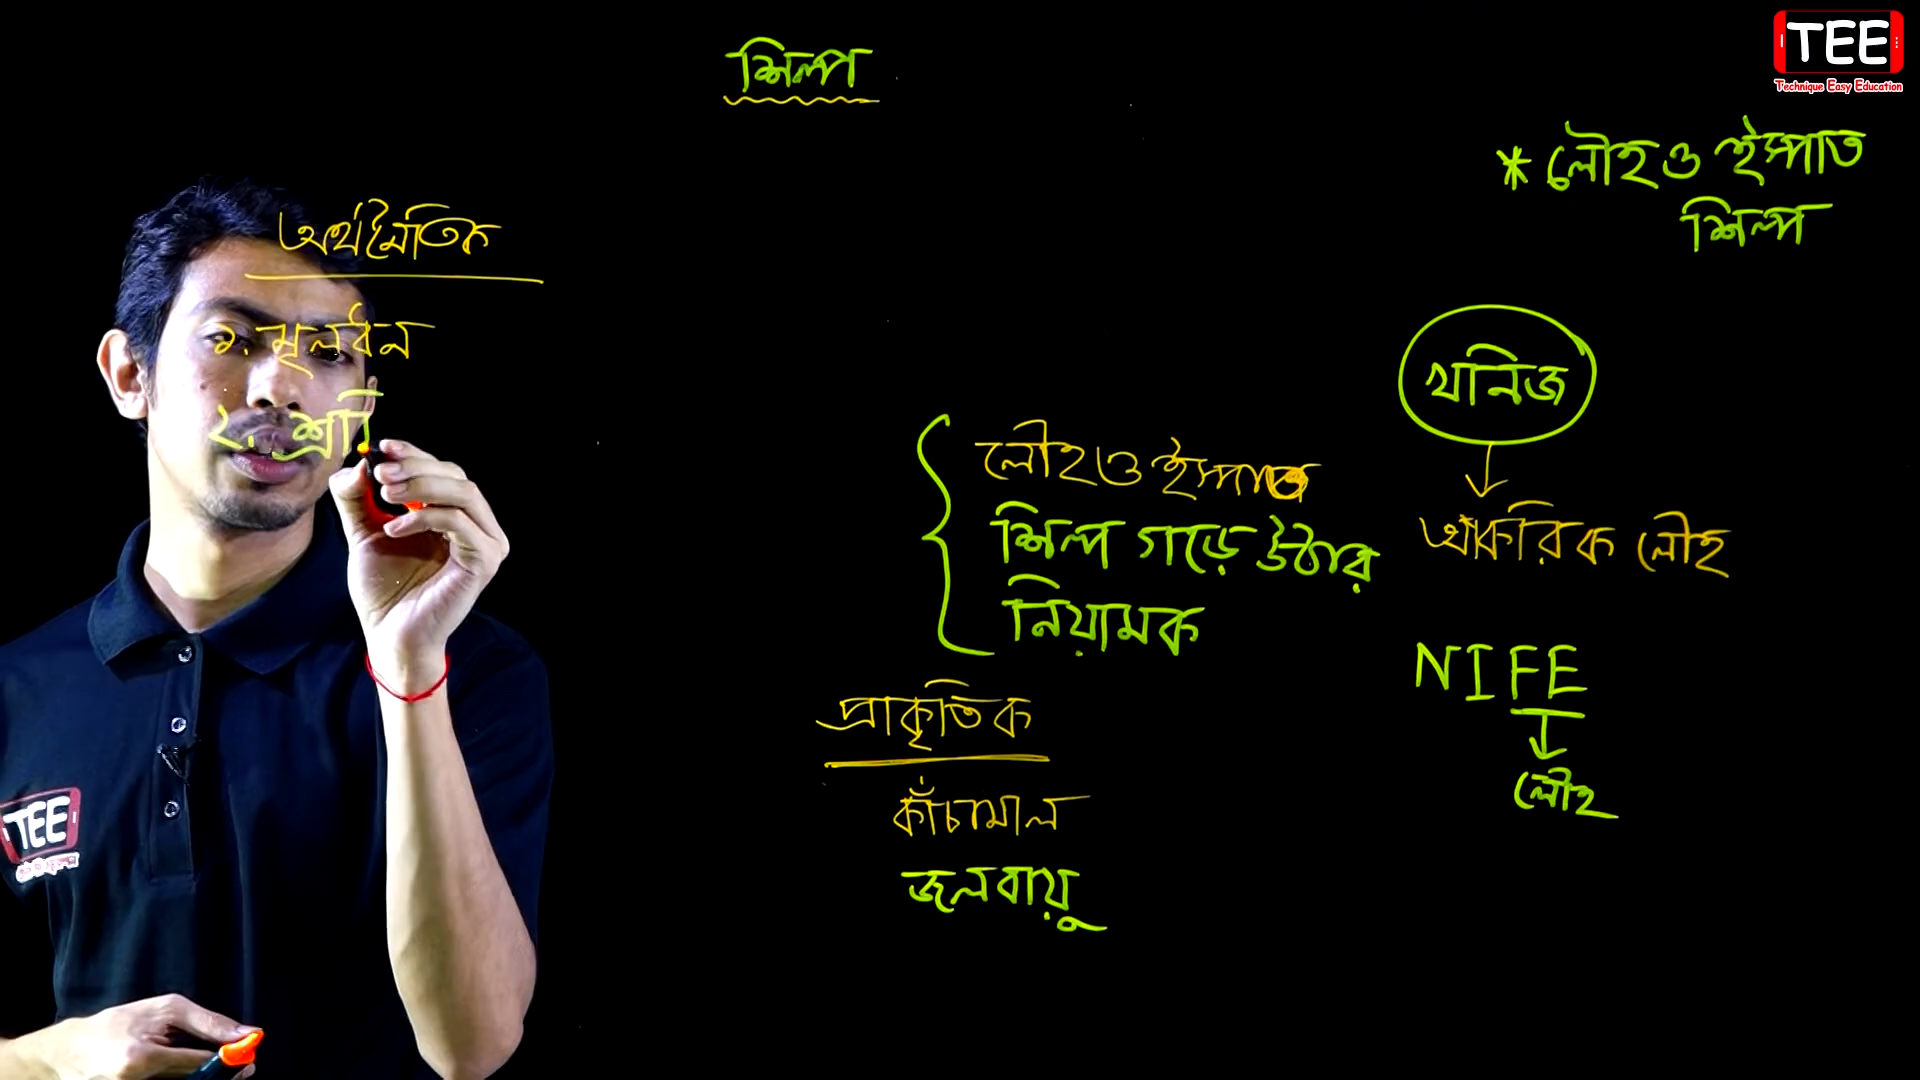 শিল্প
TEE
Technique Easy Education
* লৌহ ও ইস্পাত
শিল্প
অর্থনৈতিক
১. মূলধন
২. শ্রমি
খনিজ
আকরিক লৌহ
NIFE
লৌহ
লৌহ ও ইস্পাত
শিল্প গড়ে উঠার
নিয়ামক
প্রাকৃতিক
কাঁচামাল
জলবায়ু
TEE